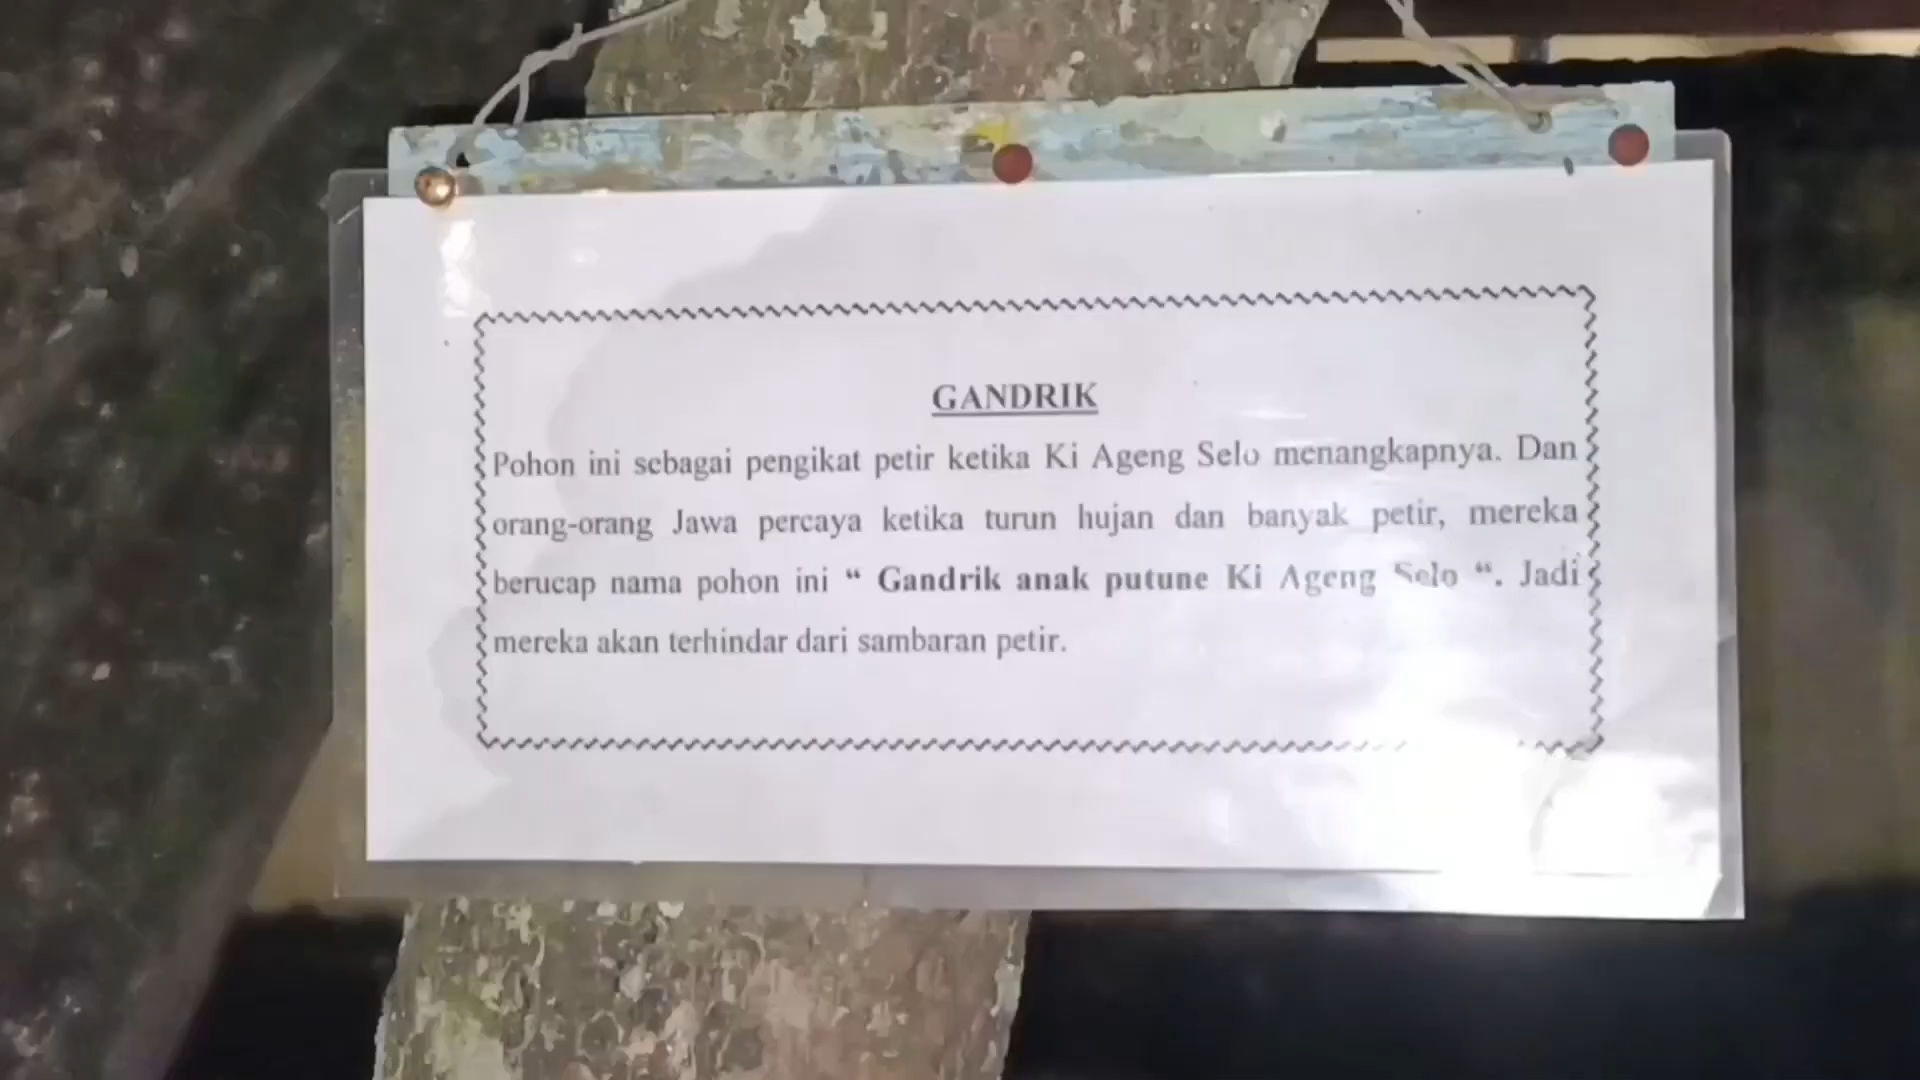 GANDRIK
Pohon ini sebagai pengikat petir ketika Ki Ageng Selo menangkapnya. Dan
orang-orang Jawa percaya ketika turun hujan dan banyak petir, mereka
berucap nama pohon ini “ Gandrik anak putune Ki Ageng Selo “. Jadi
mereka akan terhindar dari sambaran petir.